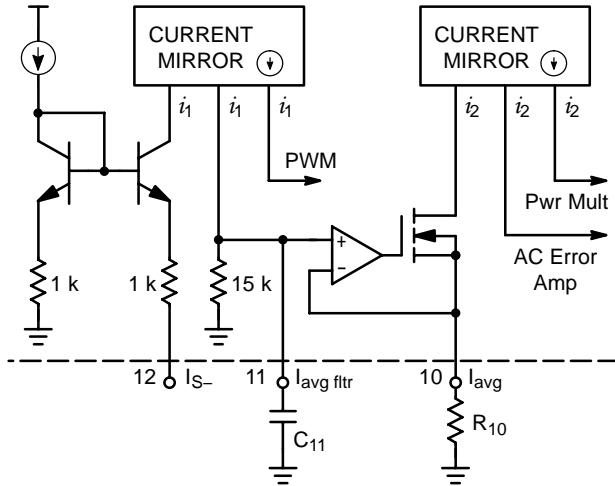 CURRENT
MIRROR
CURRENT
MIRROR
i1
i1
i1
i2
i2
i2
PWM
Pwr Mult
AC Error
Amp
+
−
1 k
1 k
15 k
12
IS–
11
Iavg fltr
10
Iavg
C11
R10